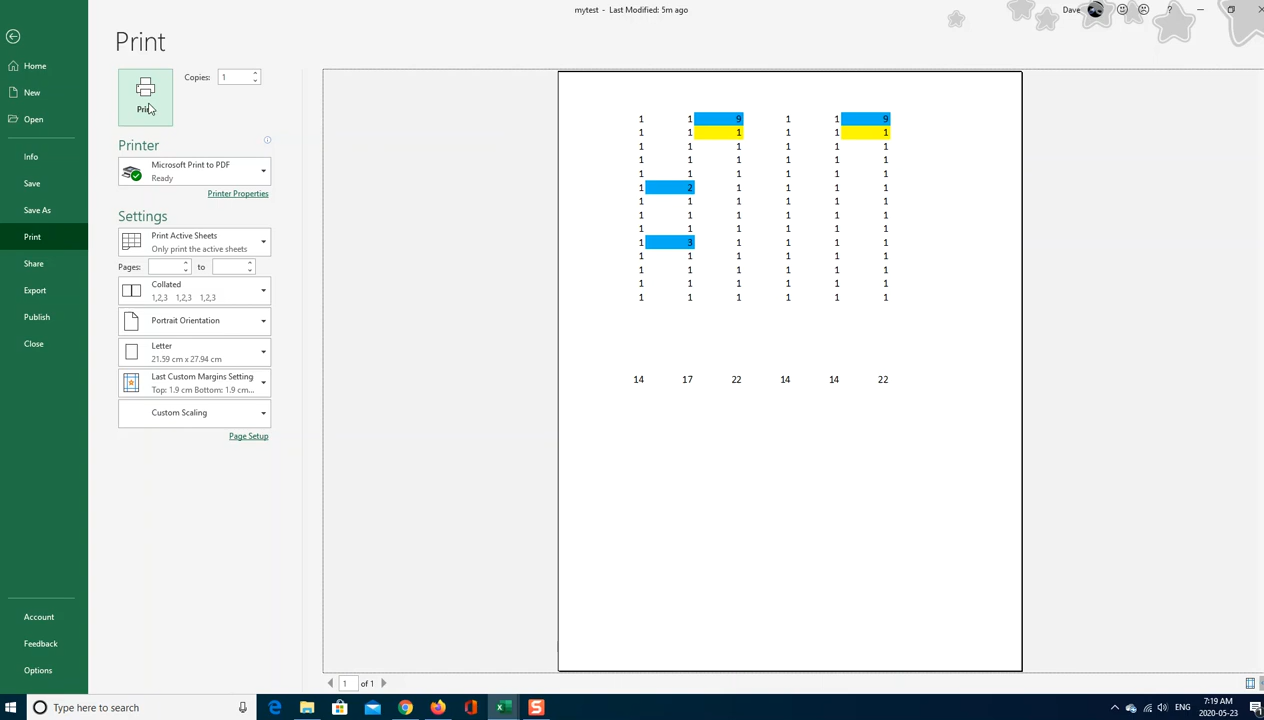 mytest - Last Modified: 5m ago
Dave
?
Print
Home
New
Open
Info
Save
Save As
Print
Share
Export
Publish
Close
Account
Feedback
Options
Print
Copies: 1
Printer
Microsoft Print to PDF
Ready
Printer Properties
Settings
Print Active Sheets
Only print the active sheets
Pages: to
Collated
1,2,3 1,2,3 1,2,3
Portrait Orientation
Letter
21.59 cm x 27.94 cm
Last Custom Margins Setting
Top: 1.9 cm Bottom: 1.9 cm...
Custom Scaling
Page Setup
1 1 9 1 1 9
1 1 1 1 1 1
1 1 1 1 1 1
1 1 1 1 1 1
1 1 1 1 1 1
1 2 1 1 1 1
1 1 1 1 1 1
1 1 1 1 1 1
1 1 1 1 1 1
1 3 1 1 1 1
1 1 1 1 1 1
1 1 1 1 1 1
1 1 1 1 1 1
1 1 1 1 1 1
14 17 22 14 14 22
1 of 1
Type here to search
ENG
7:19 AM
2020-05-23